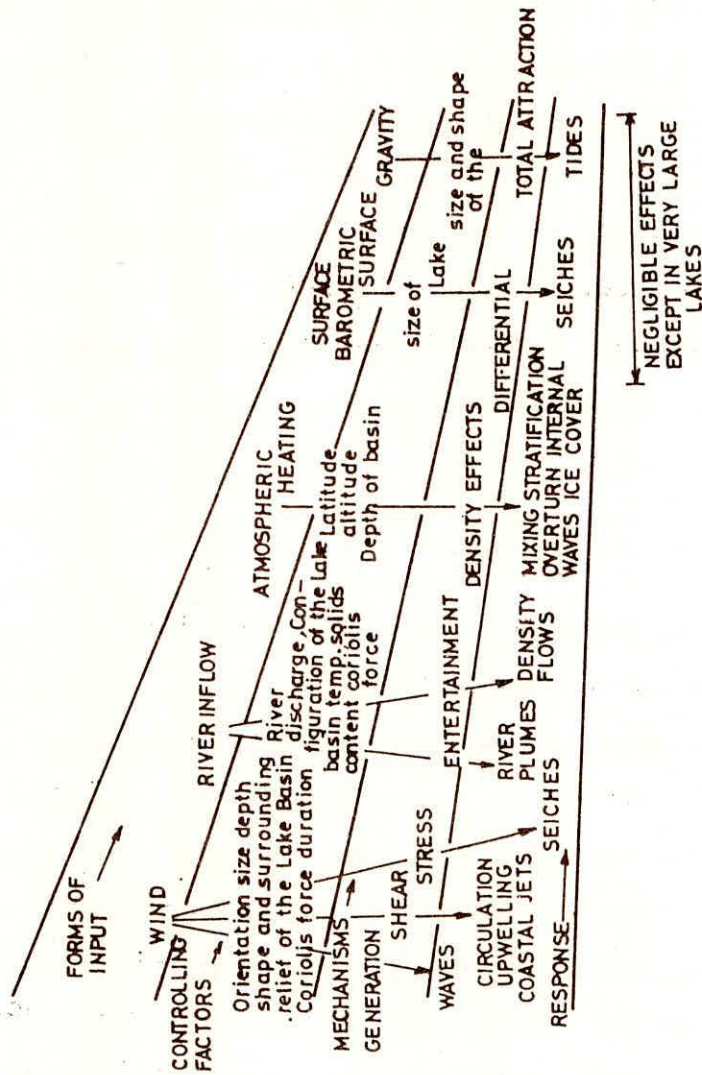 FORMS OF
INPUT
WIND
RIVER INFLOW
ATMOSPHERIC
HEATING
SURFACE
BAROMETRIC
SURFACE
GRAVITY
CONTROLLING
FACTORS
Orientation size depth
shape and surrounding
relief of the Lake Basin
Coriolis force duration
River
discharge, Con-
figuration of the Lake
basin temp. solids
content coriolis
force
Latitude
altitude
Depth of basin
size of
Lake
size and shape
of the
MECHANISMS
GENERATION
SHEAR
STRESS
ENTERTAINMENT
DENSITY EFFECTS
DIFFERENTIAL
TOTAL ATTRACTION
WAVES
CIRCULATION
UPWELLING
COASTAL JETS
SEICHES
RIVER
PLUMES
DENSITY
FLOWS
MIXING STRATIFICATION
OVERTURN INTERNAL
WAVES ICE COVER
SEICHES
TIDES
RESPONSE
NEGLIGIBLE EFFECTS
EXCEPT IN VERY LARGE
LAKES